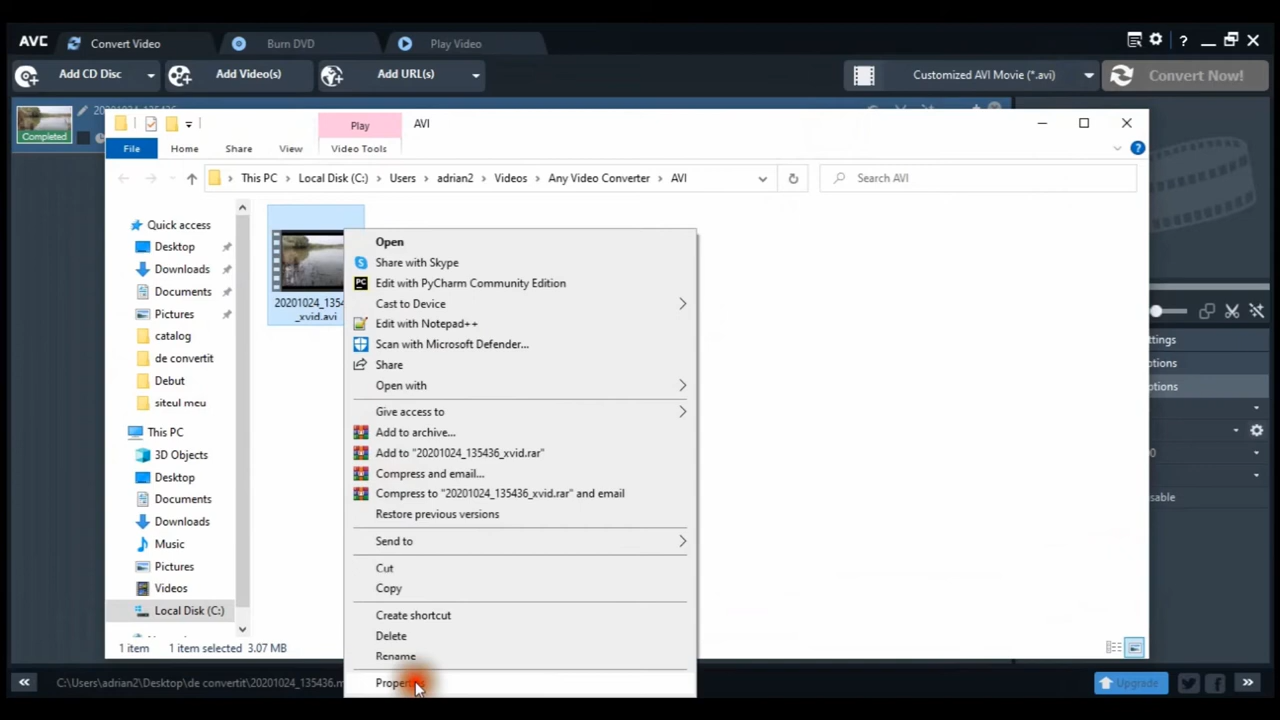 AVC Convert Video Burn DVD Play Video ?
Add CD Disc Add Video(s) Add URL(s) Customized AVI Movie (*.avi) Convert Now!
20201024_135436
Completed
Play AVI
File Home Share View Video Tools
This PC Local Disk (C:) Users adrian2 Videos Any Video Converter AVI Search AVI
Quick access
Desktop
Downloads
Documents
Pictures
catalog
de convertit
Debut
siteul meu
This PC
3D Objects
Desktop
Documents
Downloads
Music
Pictures
Videos
Local Disk (C:)
20201024_135
_xvid.avi
Open
Share with Skype
PC Edit with PyCharm Community Edition
Cast to Device
Edit with Notepad++
Scan with Microsoft Defender...
Share
Open with
Give access to
Add to archive...
Add to "20201024_135436_xvid.rar"
Compress and email...
Compress to "20201024_135436_xvid.rar" and email
Restore previous versions
Send to
Cut
Copy
Create shortcut
Delete
Rename
Properties
ttings
ptions
ptions
0
sable
1 item 1 item selected 3.07 MB
C:\Users\adrian2\Desktop\de convertit\20201024_135436.m
Upgrade